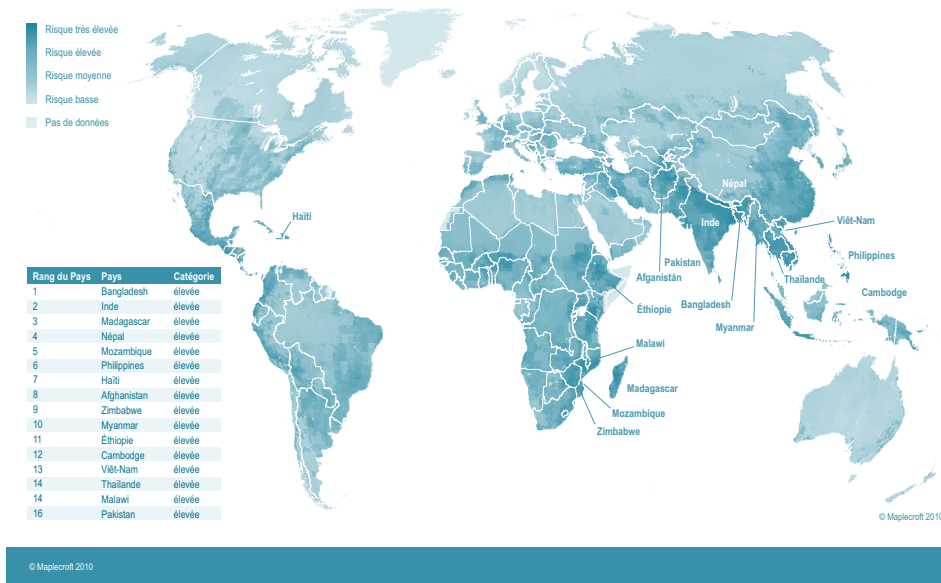 Risque très élevée
Risque élevée
Risque moyenne
Risque basse
Pas de données
Haïti
Népal
Inde
Pakistan
Afganistán
Éthiopie
Bangladesh
Myanmar
Viêt-Nam
Philippines
Thaïlande
Cambodge
Malawi
Madagascar
Mozambique
Zimbabwe
Rang du Pays Pays Catégorie
1 Bangladesh élevée
2 Inde élevée
3 Madagascar élevée
4 Népal élevée
5 Mozambique élevée
6 Philippines élevée
7 Haïti élevée
8 Afghanistan élevée
9 Zimbabwe élevée
10 Myanmar élevée
11 Éthiopie élevée
12 Cambodge élevée
13 Viêt-Nam élevée
14 Thaïlande élevée
14 Malawi élevée
16 Pakistan élevée
© Maplecroft 2010
© Maplecroft 2010